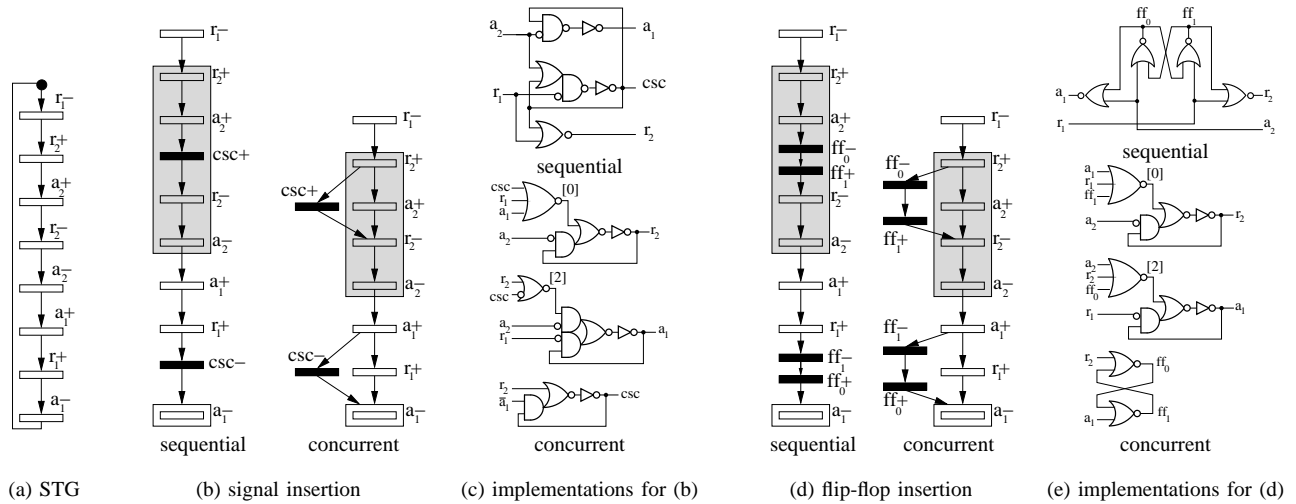 r1−
r2+
a2+
r2−
a2−
a1+
r1+
a1−
(a) STG
r1−
r2+
a2+
csc+
r2−
a2−
a1+
r1+
csc−
a1−
sequential
r1−
r2+
csc+
a2+
r2−
a2−
a1+
csc−
r1+
a1−
concurrent
(b) signal insertion
a2
a1
csc
r1
r2
sequential
csc
r1
a1
[0]
a2
r2
r2
csc
[2]
a2
r1
a1
r2
a1
csc
concurrent
(c) implementations for (b)
r1−
r2+
a2+
ff0−
ff1+
r2−
a2−
a1+
r1+
ff1−
ff0+
a1−
sequential
r1−
r2+
ff0−
a2+
ff1+
r2−
a2−
a1+
ff1−
r1+
ff0+
a1−
concurrent
(d) flip-flop insertion
ff0 ff1
a1
r2
r1
a2
sequential
a1
r1
ff1
[0]
a2
r2
a2
r2
ff0
[2]
r1
a1
r2
ff0
a1
ff1
concurrent
(e) implementations for (d)